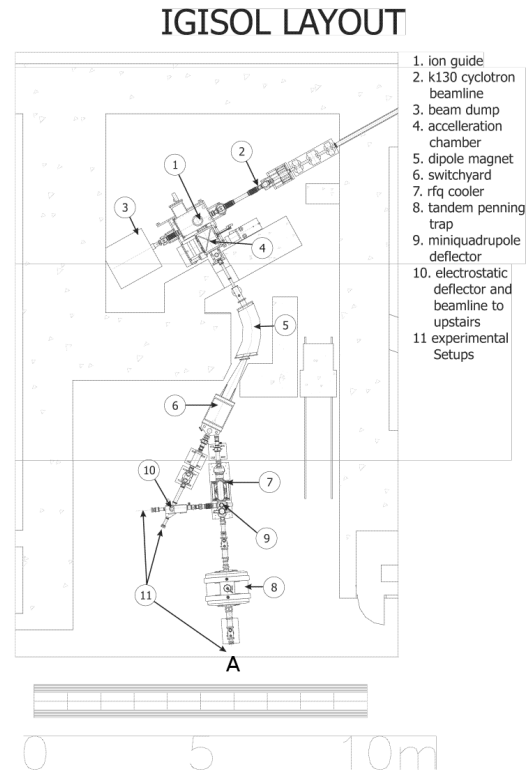 IGISOL LAYOUT
1. ion guide
2. k130 cyclotron
beamline
3. beam dump
4. accelleration
chamber
5. dipole magnet
6. switchyard
7. rfq cooler
8. tandem penning
trap
9. miniquadrupole
deflector
10. electrostatic
deflector and
beamline to
upstairs
11 experimental
Setups
1
2
3
4
5
6
7
8
9
10
11
A
0 5 10m